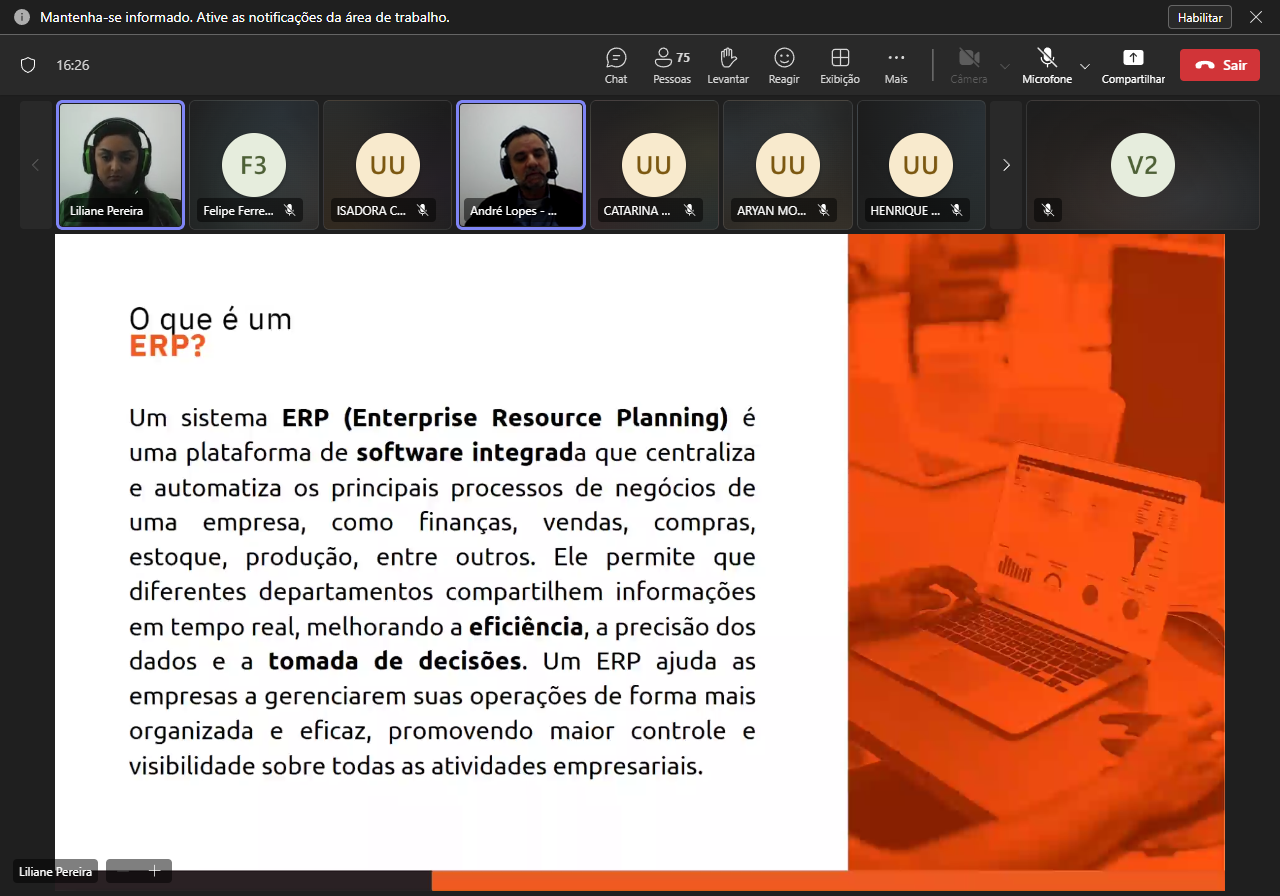 Mantenha-se informado. Ative as notificações da área de trabalho.
Habilitar
16:26
Chat
75
Pessoas
Levantar
Reagir
Exibição
Mais
Câmera
Microfone
Compartilhar
Sair
Liliane Pereira
F3
Felipe Ferre...
UU
ISADORA C...
André Lopes - ...
UU
CATARINA ...
UU
ARYAN MO...
UU
HENRIQUE ...
V2
O que é um
ERP?
Um sistema ERP (Enterprise Resource Planning) é
uma plataforma de software integrada que centraliza
e automatiza os principais processos de negócios de
uma empresa, como finanças, vendas, compras,
estoque, produção, entre outros. Ele permite que
diferentes departamentos compartilhem informações
em tempo real, melhorando a eficiência, a precisão dos
dados e a tomada de decisões. Um ERP ajuda as
empresas a gerenciarem suas operações de forma mais
organizada e eficaz, promovendo maior controle e
visibilidade sobre todas as atividades empresariais.
Liliane Pereira